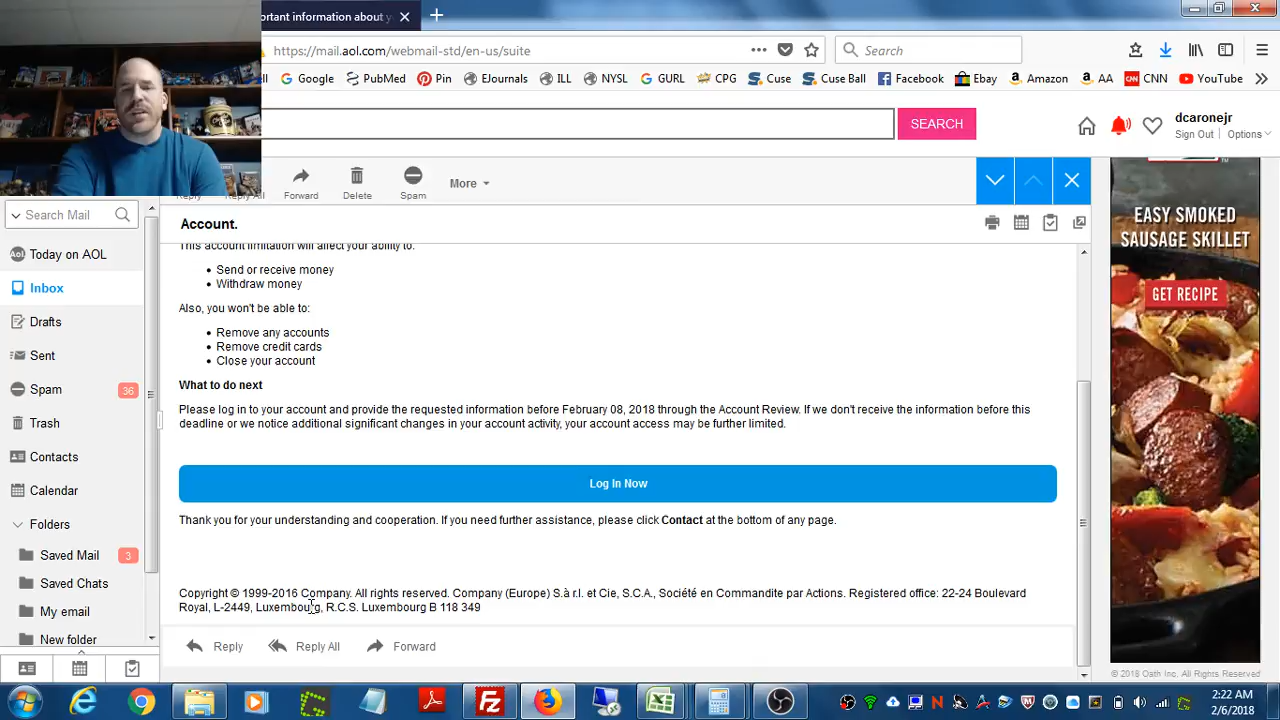 ortant information about y
https://mail.aol.com/webmail-std/en-us/suite
Search
Google PubMed Pin EJournals ILL NYSL GURL CPG Cuse Cuse Ball Facebook Ebay Amazon AA CNN YouTube
SEARCH
dcaronejr
Sign Out Options
Reply Reply All Forward Delete Spam More
Search Mail
Today on AOL
Inbox
Drafts
Sent
Spam 36
Trash
Contacts
Calendar
Folders
Saved Mail 3
Saved Chats
My email
New folder
Account.
This account limitation will affect your ability to:
• Send or receive money
• Withdraw money
Also, you won't be able to:
• Remove any accounts
• Remove credit cards
• Close your account
What to do next
Please log in to your account and provide the requested information before February 08, 2018 through the Account Review. If we don't receive the information before this
deadline or we notice additional significant changes in your account activity, your account access may be further limited.
Log In Now
Thank you for your understanding and cooperation. If you need further assistance, please click Contact at the bottom of any page.
Copyright © 1999-2016 Company. All rights reserved. Company (Europe) S.à r.l. et Cie, S.C.A., Société en Commandite par Actions. Registered office: 22-24 Boulevard
Royal, L-2449, Luxembourg, R.C.S. Luxembourg B 118 349
Reply Reply All Forward
EASY SMOKED
SAUSAGE SKILLET
GET RECIPE
© 2018 Oath Inc. All Rights Reserved
2:22 AM
2/6/2018